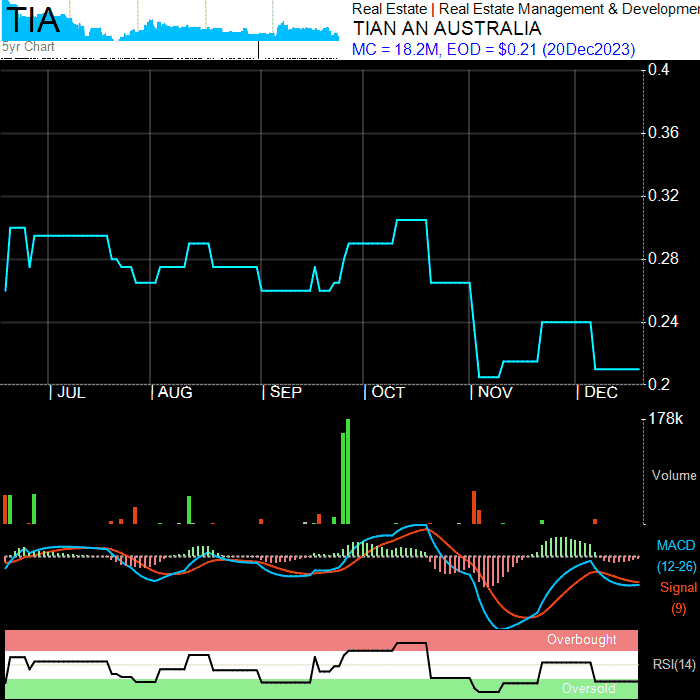 TIA
5yr Chart
Real Estate | Real Estate Management & Developmen
TIAN AN AUSTRALIA
MC = 18.2M, EOD = $0.21 (20Dec2023)
0.4
0.36
0.32
0.28
0.24
0.2
JUL AUG SEP OCT NOV DEC
178k
Volume
MACD
(12-26)
Signal
(9)
Overbought
RSI(14)
Oversold